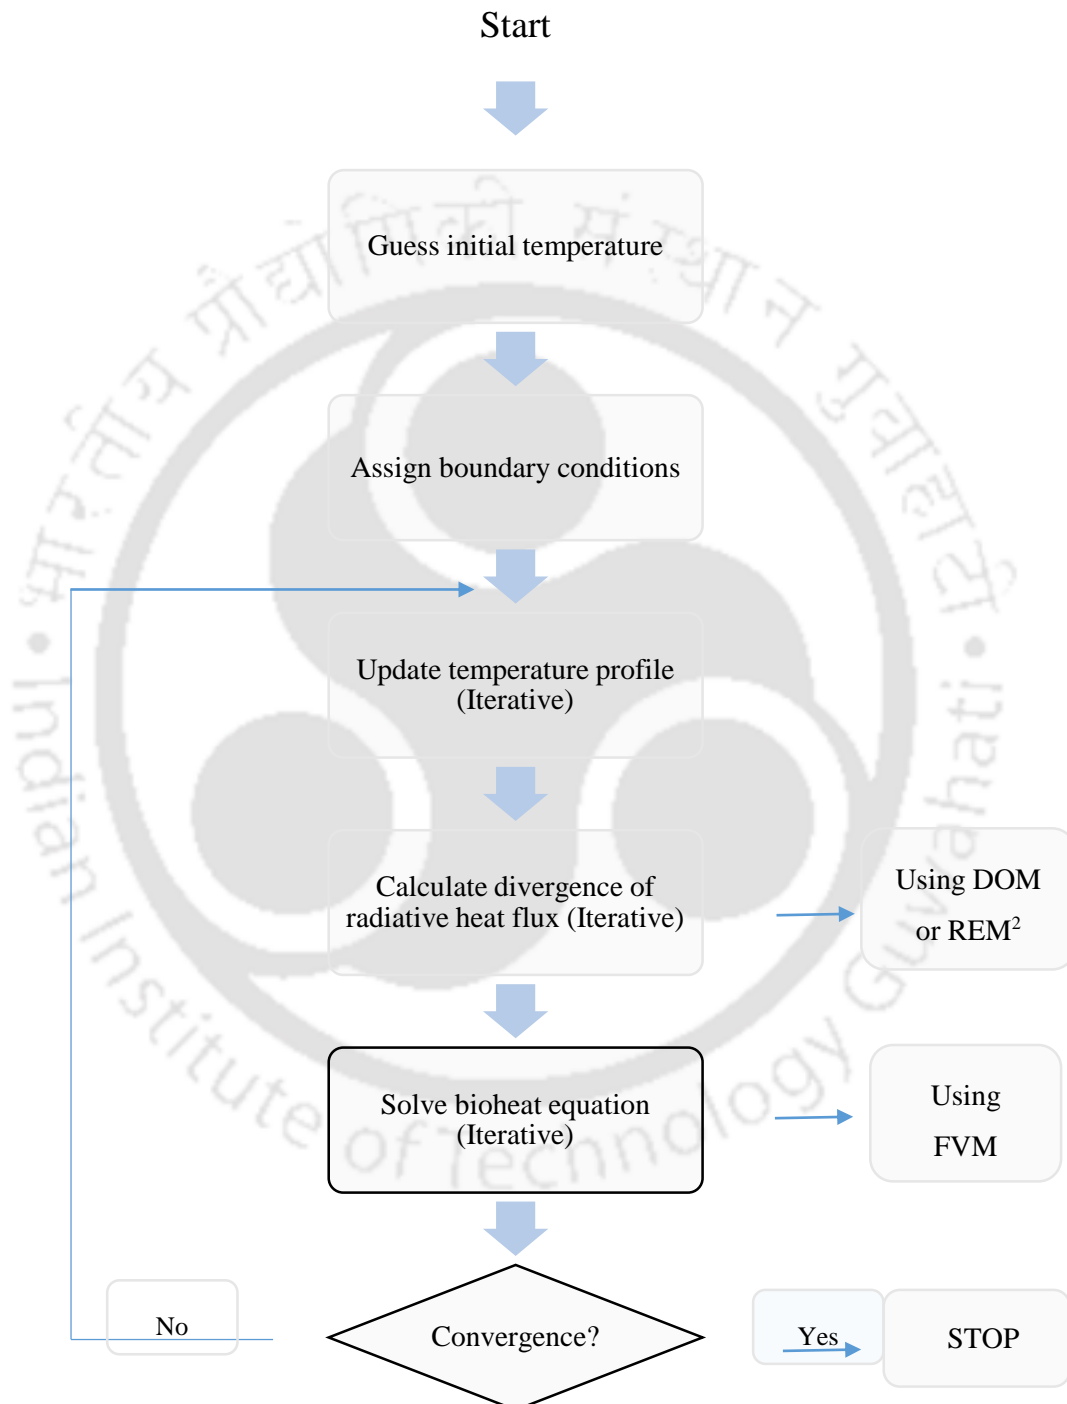 Start
Guess initial temperature
Assign boundary conditions
Update temperature profile
(Iterative)
Calculate divergence of
radiative heat flux (Iterative)
Using DOM
or REM²
Solve bioheat equation
(Iterative)
Using
FVM
No
Convergence?
Yes
STOP
भारतीय प्रौद्योगिकी संस्थान गुवाहाटी
Indian Institute of Technology Guwahati